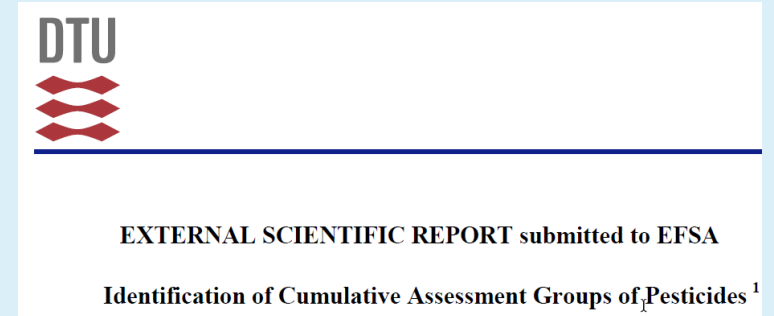 DTU
EXTERNAL SCIENTIFIC REPORT submitted to EFSA
Identification of Cumulative Assessment Groups of Pesticides 1